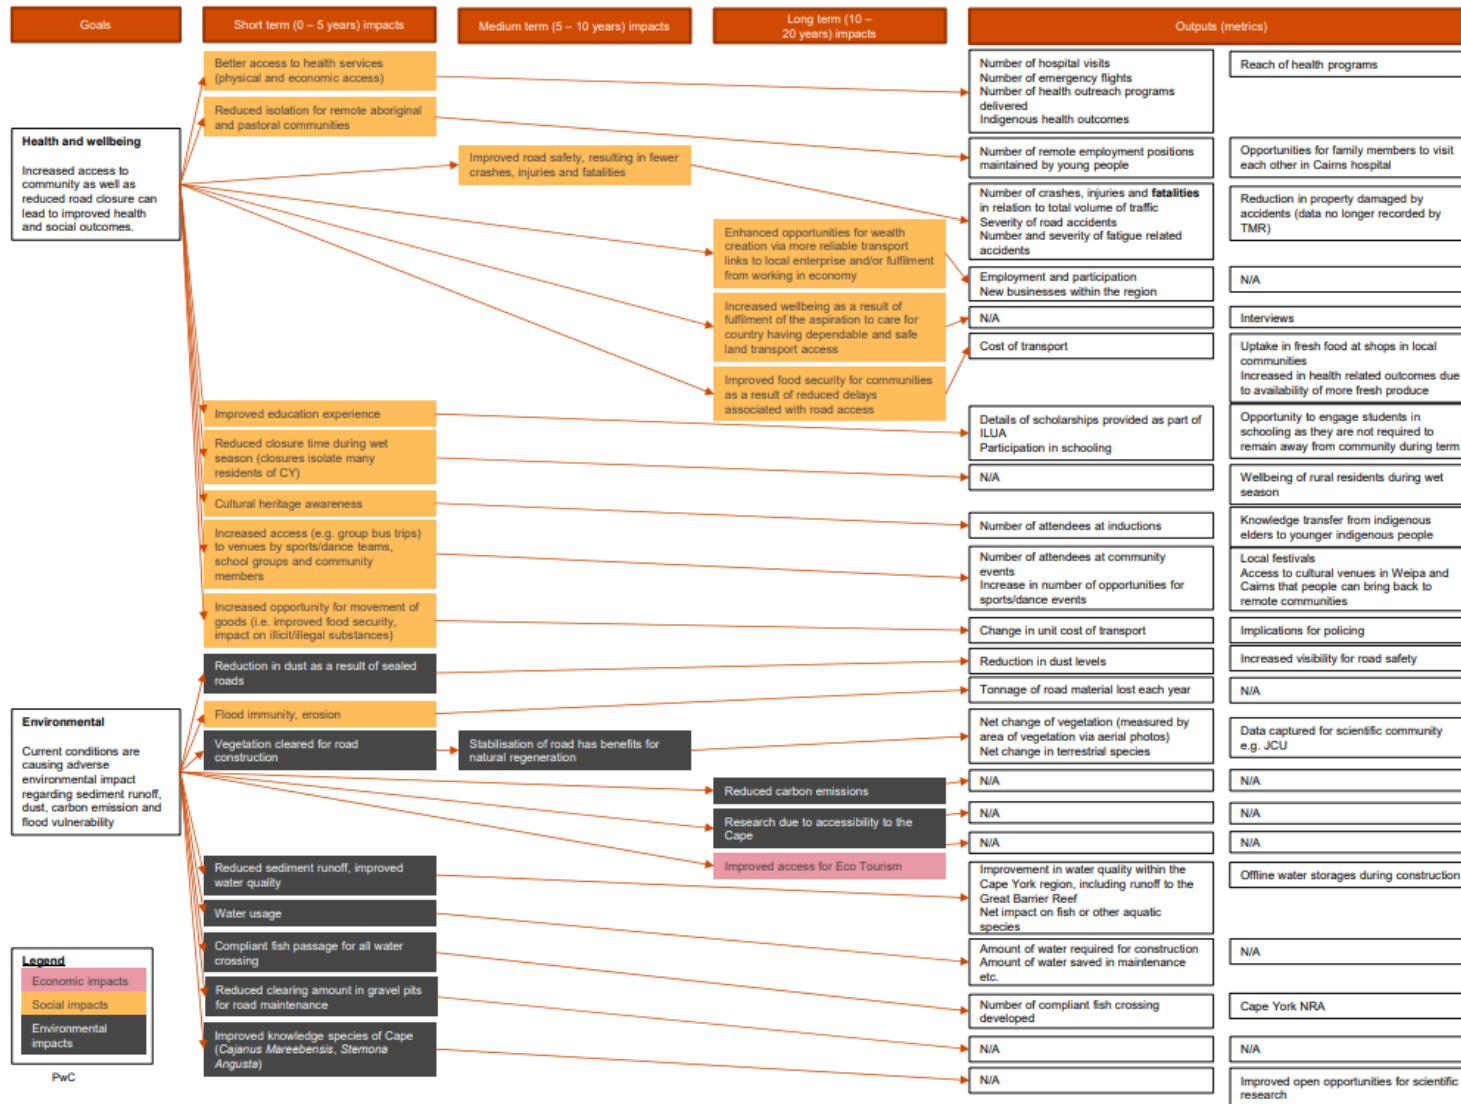 Goals
Short term (0 – 5 years) impacts
Medium term (5 – 10 years) impacts
Long term (10 –
20 years) impacts
Outputs (metrics)
Health and wellbeing
Increased access to
community as well as
reduced road closure can
lead to improved health
and social outcomes.
Better access to health services
(physical and economic access)
Reduced isolation for remote aboriginal
and pastoral communities
Improved road safety, resulting in fewer
crashes, injuries and fatalities
Enhanced opportunities for wealth
creation via more reliable transport
links to local enterprise and/or fulfilment
from working in economy
Increased wellbeing as a result of
fulfilment of the aspiration to care for
country having dependable and safe
land transport access
Improved food security for communities
as a result of reduced delays
associated with road access
Improved education experience
Reduced closure time during wet
season (closures isolate many
residents of CY)
Cultural heritage awareness
Increased access (e.g. group bus trips)
to venues by sports/dance teams,
school groups and community
members
Increased opportunity for movement of
goods (i.e. improved food security,
impact on illicit/illegal substances)
Number of hospital visits
Number of emergency flights
Number of health outreach programs
delivered
Indigenous health outcomes
Reach of health programs
Number of remote employment positions
maintained by young people
Opportunities for family members to visit
each other in Cairns hospital
Number of crashes, injuries and fatalities
in relation to total volume of traffic
Severity of road accidents
Number and severity of fatigue related
accidents
Reduction in property damaged by
accidents (data no longer recorded by
TMR)
Employment and participation
New businesses within the region
N/A
N/A
Interviews
Cost of transport
Uptake in fresh food at shops in local
communities
Increased in health related outcomes due
to availability of more fresh produce
Details of scholarships provided as part of
ILUA
Participation in schooling
Opportunity to engage students in
schooling as they are not required to
remain away from community during term
N/A
Wellbeing of rural residents during wet
season
Number of attendees at inductions
Knowledge transfer from indigenous
elders to younger indigenous people
Number of attendees at community
events
Increase in number of opportunities for
sports/dance events
Local festivals
Access to cultural venues in Weipa and
Cairns that people can bring back to
remote communities
Change in unit cost of transport
Implications for policing
Environmental
Current conditions are
causing adverse
environmental impact
regarding sediment runoff,
dust, carbon emission and
flood vulnerability
Reduction in dust as a result of sealed
roads
Flood immunity, erosion
Vegetation cleared for road
construction
Stabilisation of road has benefits for
natural regeneration
Reduced carbon emissions
Research due to accessibility to the
Cape
Improved access for Eco Tourism
Reduced sediment runoff, improved
water quality
Water usage
Compliant fish passage for all water
crossing
Reduced clearing amount in gravel pits
for road maintenance
Improved knowledge species of Cape
(Cajanus Mareebensis, Stemona
Angusta)
Reduction in dust levels
Increased visibility for road safety
Tonnage of road material lost each year
N/A
Net change of vegetation (measured by
area of vegetation via aerial photos)
Net change in terrestrial species
Data captured for scientific community
e.g. JCU
N/A
N/A
N/A
N/A
N/A
N/A
Improvement in water quality within the
Cape York region, including runoff to the
Great Barrier Reef
Net impact on fish or other aquatic
species
Offline water storages during construction
Amount of water required for construction
Amount of water saved in maintenance
etc.
N/A
Number of compliant fish crossing
developed
Cape York NRA
N/A
N/A
N/A
Improved open opportunities for scientific
research
Legend
Economic impacts
Social impacts
Environmental
impacts
PwC